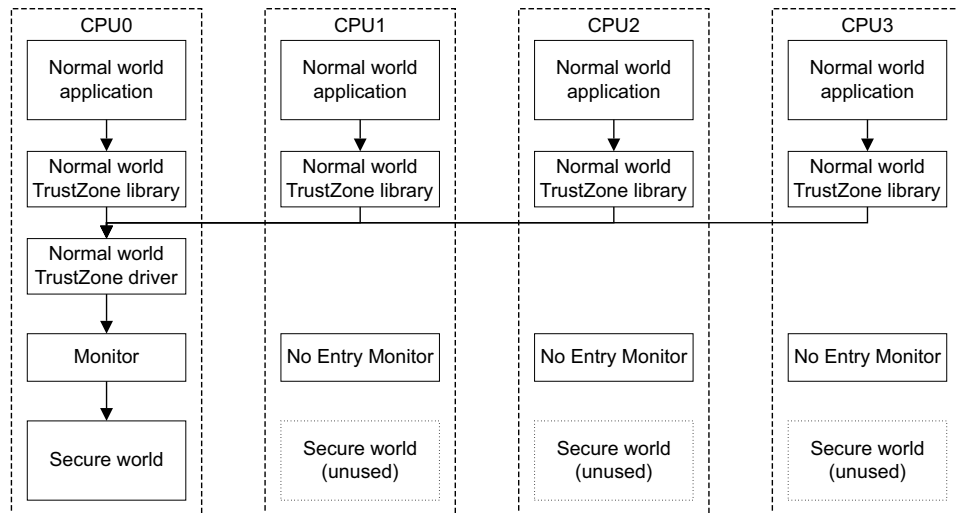 CPU0
CPU1
CPU2
CPU3
Normal world
application
Normal world
application
Normal world
application
Normal world
application
Normal world
TrustZone library
Normal world
TrustZone library
Normal world
TrustZone library
Normal world
TrustZone library
Normal world
TrustZone driver
Monitor
No Entry Monitor
No Entry Monitor
No Entry Monitor
Secure world
Secure world
(unused)
Secure world
(unused)
Secure world
(unused)